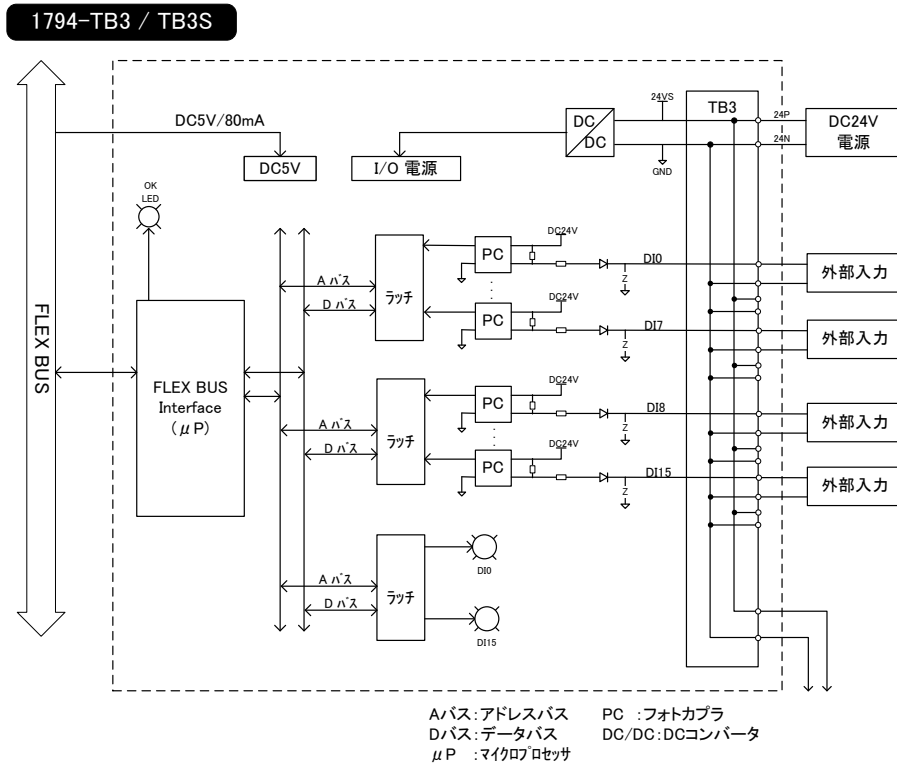 1794-TB3 / TB3S
DC5V/80mA
DC5V
I/O 電源
DC
DC
24VS
GND
TB3
24P
24N
DC24V
電源
OK
LED
FLEX BUS
FLEX BUS
Interface
(μP)
A バス
D バス
ラッチ
PC
DC24V
Z
DI0
外部入力
PC
DC24V
Z
DI7
外部入力
A バス
D バス
ラッチ
PC
DC24V
Z
DI8
外部入力
PC
DC24V
Z
DI15
外部入力
A バス
D バス
ラッチ
DI0
DI15
Aバス:アドレスバス PC :フォトカプラ
Dバス:データバス DC/DC:DCコンバータ
μP :マイクロプロセッサ